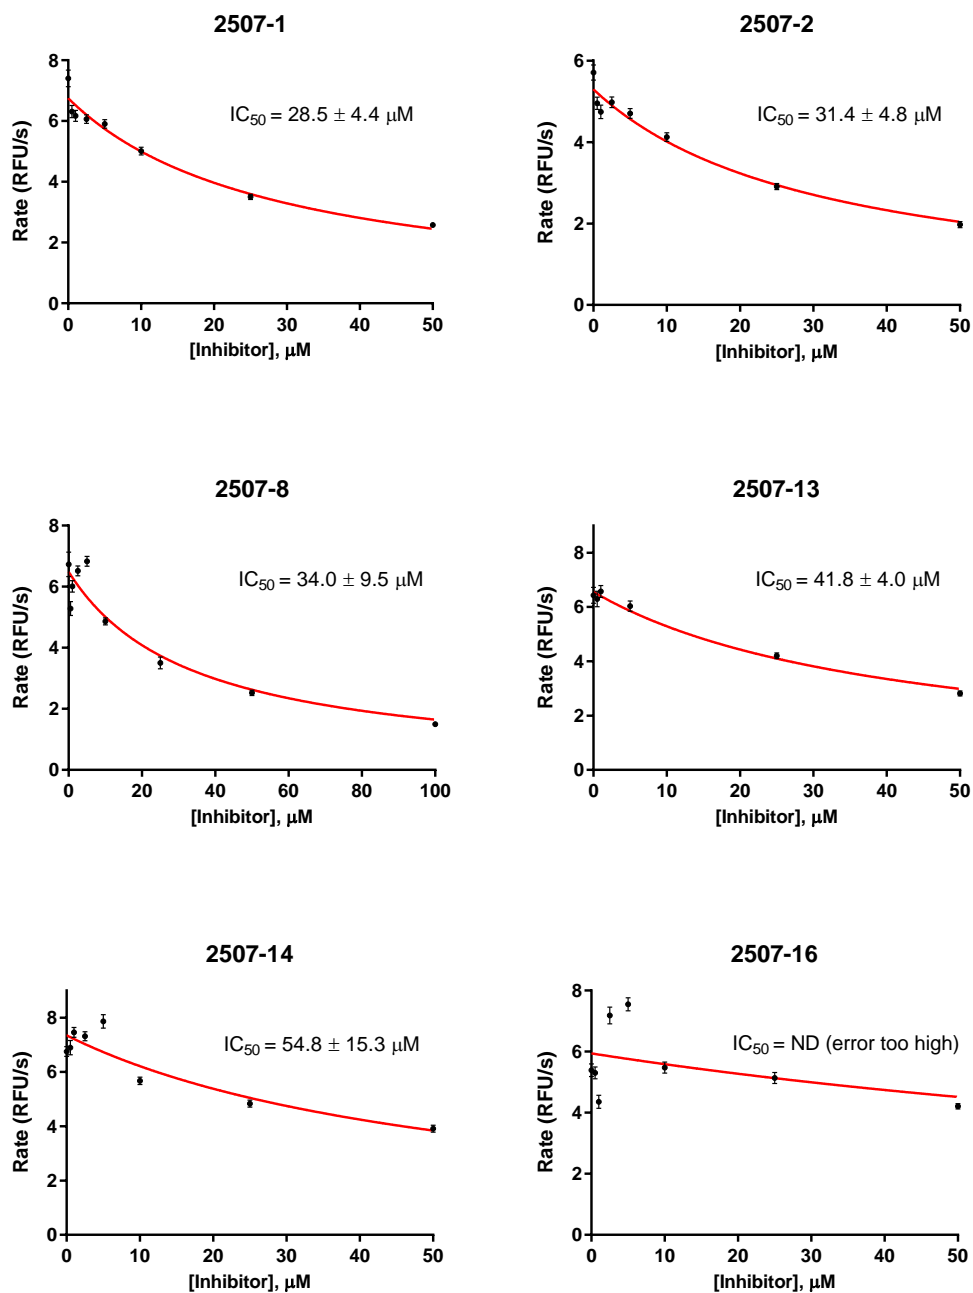 2507-1
8
6
4
2
0
Rate (RFU/s)
IC50 = 28.5 ± 4.4 μM
0 10 20 30 40 50
[Inhibitor], μM
2507-2
6
4
2
0
Rate (RFU/s)
IC50 = 31.4 ± 4.8 μM
0 10 20 30 40 50
[Inhibitor], μM
2507-8
8
6
4
2
0
Rate (RFU/s)
IC50 = 34.0 ± 9.5 μM
0 20 40 60 80 100
[Inhibitor], μM
2507-13
8
6
4
2
0
Rate (RFU/s)
IC50 = 41.8 ± 4.0 μM
0 10 20 30 40 50
[Inhibitor], μM
2507-14
8
6
4
2
0
Rate (RFU/s)
IC50 = 54.8 ± 15.3 μM
0 10 20 30 40 50
[Inhibitor], μM
2507-16
8
6
4
2
0
Rate (RFU/s)
IC50 = ND (error too high)
0 10 20 30 40 50
[Inhibitor], μM